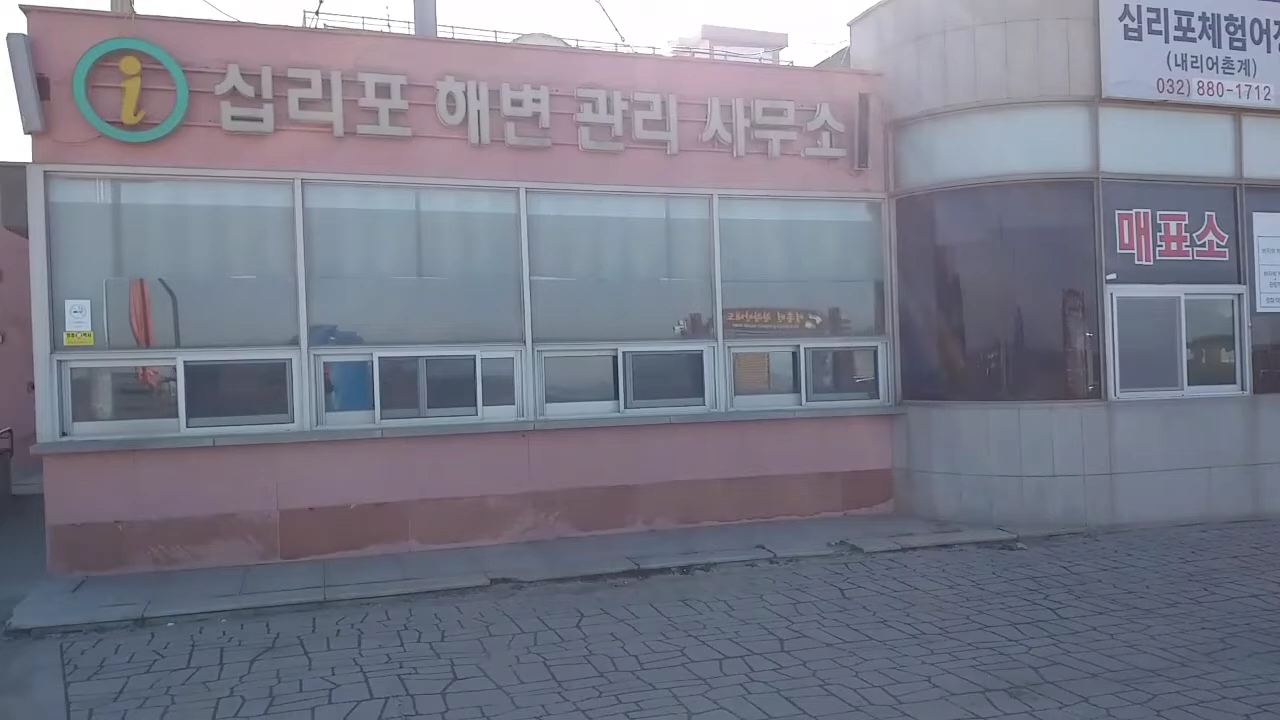 i
십리포 해변 관리 사무소
십리포체험어장
(내리어촌계)
032) 880-1712
매표소